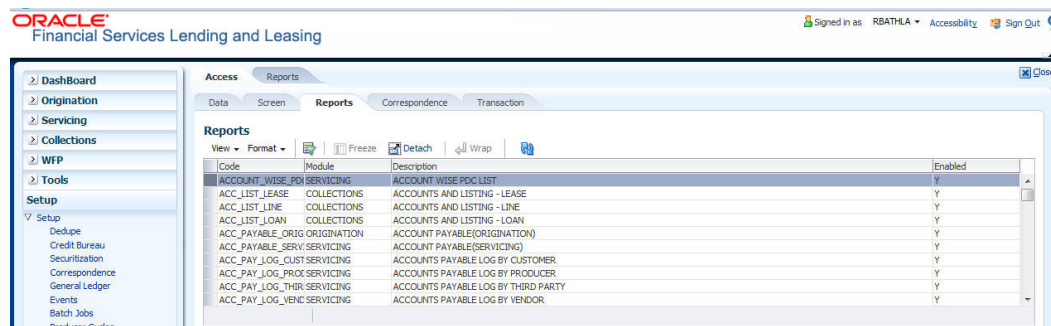 ORACLE
Financial Services Lending and Leasing
Signed in as RBATHLA Accessibility Sign Out
DashBoard
Origination
Servicing
Collections
WFP
Tools
Setup
Setup
Dedupe
Credit Bureau
Securitization
Correspondence
General Ledger
Events
Batch Jobs
Access Reports
Close
Data Screen Reports Correspondence Transaction
Reports
View Format Freeze Detach Wrap
Code Module Description Enabled
ACCOUNT_WISE_PD SERVICING ACCOUNT WISE PDC LIST Y
ACC_LIST_LEASE COLLECTIONS ACCOUNTS AND LISTING - LEASE Y
ACC_LIST_LINE COLLECTIONS ACCOUNTS AND LISTING - LINE Y
ACC_LIST_LOAN COLLECTIONS ACCOUNTS AND LISTING - LOAN Y
ACC_PAYABLE_ORIG ORIGINATION ACCOUNT PAYABLE(ORIGINATION) Y
ACC_PAYABLE_SERV SERVICING ACCOUNT PAYABLE(SERVICING) Y
ACC_PAY_LOG_CUST SERVICING ACCOUNTS PAYABLE LOG BY CUSTOMER Y
ACC_PAY_LOG_PROD SERVICING ACCOUNTS PAYABLE LOG BY PRODUCER Y
ACC_PAY_LOG_THIR SERVICING ACCOUNTS PAYABLE LOG BY THIRD PARTY Y
ACC_PAY_LOG_VEND SERVICING ACCOUNTS PAYABLE LOG BY VENDOR Y